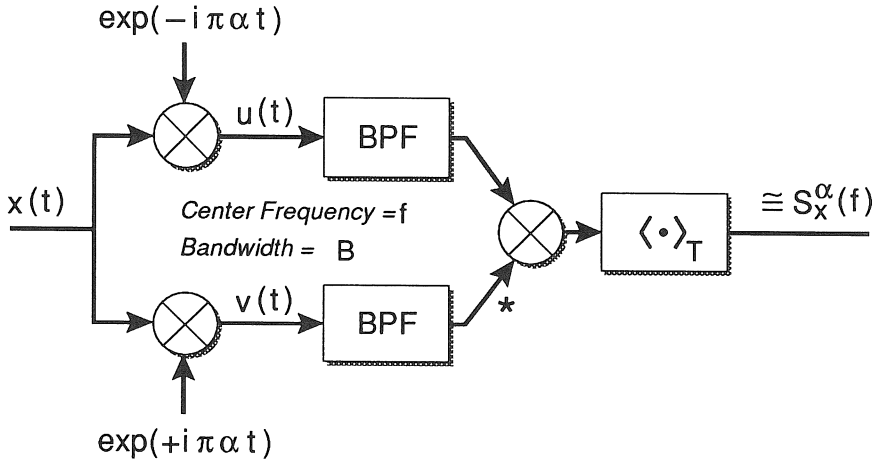 exp(−iπαt)
u(t)
BPF
x(t)
Center Frequency = f
Bandwidth = B
⟨•⟩T
≅ Sxα(f)
v(t)
BPF
*
exp(+iπαt)